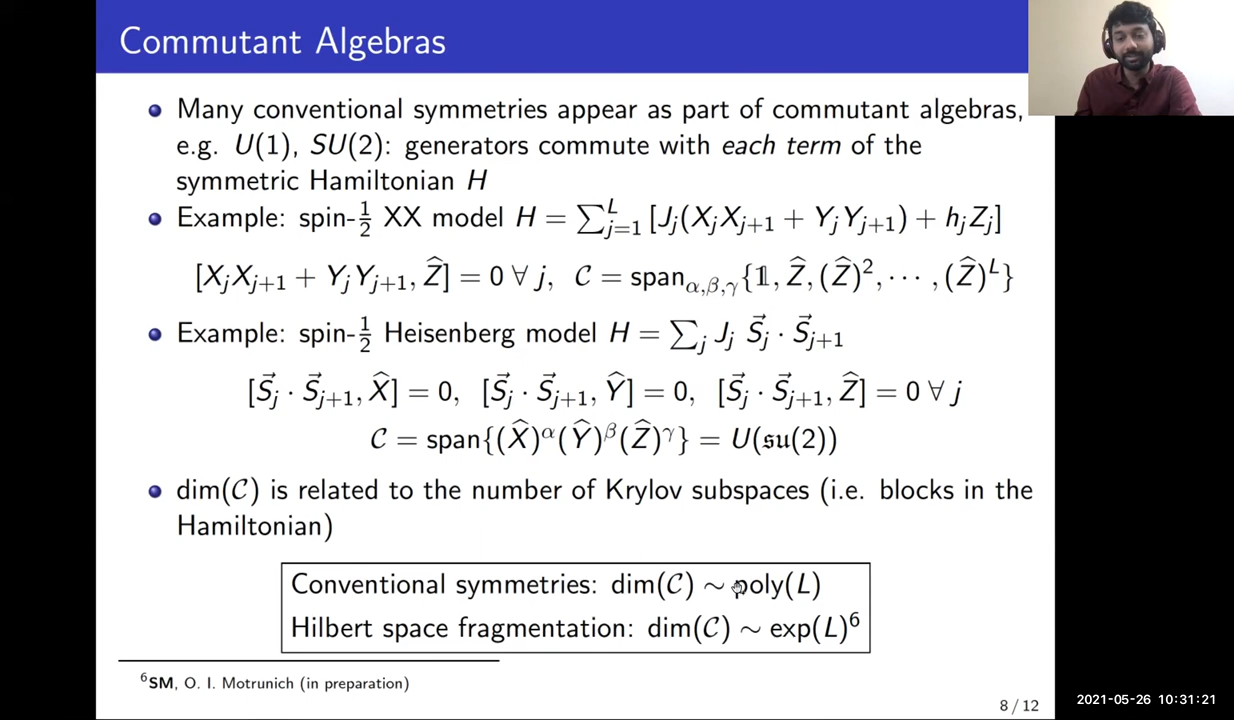 Commutant Algebras
Many conventional symmetries appear as part of commutant algebras,
e.g. U(1), SU(2): generators commute with each term of the
symmetric Hamiltonian H
Example: spin-½ XX model H = ∑_{j=1}^{L} [J_j(X_jX_{j+1} + Y_jY_{j+1}) + h_jZ_j]
[X_jX_{j+1} + Y_jY_{j+1}, Ẑ] = 0 ∀ j, 𝒞 = span_{α,β,γ}{𝟙, Ẑ, (Ẑ)², ⋯ , (Ẑ)^L}
Example: spin-½ Heisenberg model H = ∑_j J_j S⃗_j · S⃗_{j+1}
[S⃗_j · S⃗_{j+1}, X̂] = 0, [S⃗_j · S⃗_{j+1}, Ŷ] = 0, [S⃗_j · S⃗_{j+1}, Ẑ] = 0 ∀ j
𝒞 = span{(X̂)^α(Ŷ)^β(Ẑ)^γ} = U(𝔰𝔲(2))
dim(𝒞) is related to the number of Krylov subspaces (i.e. blocks in the
Hamiltonian)
Conventional symmetries: dim(𝒞) ∼ poly(L)
Hilbert space fragmentation: dim(𝒞) ∼ exp(L)⁶
⁶SM, O. I. Motrunich (in preparation)
8 / 12
2021-05-26 10:31:21